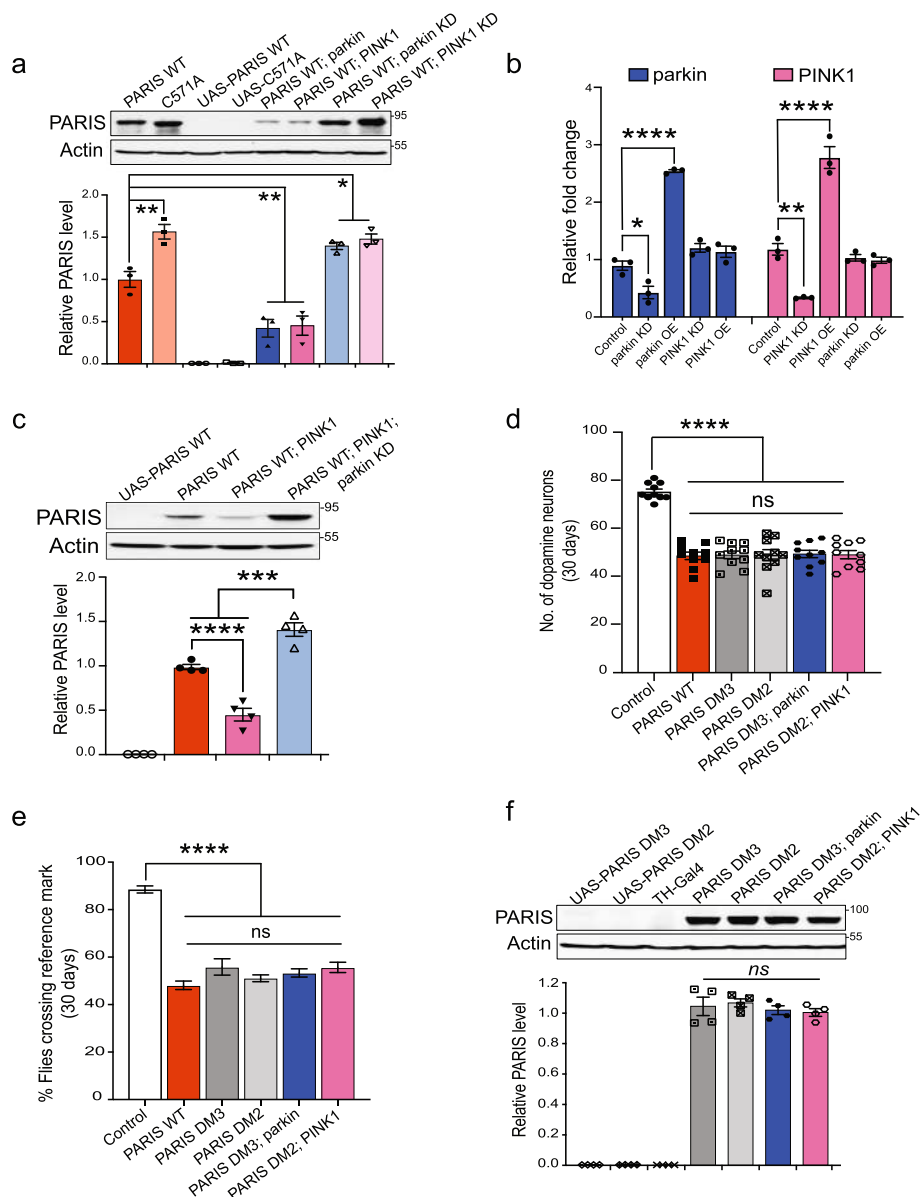 a
PARIS WT
C571A
UAS-PARIS WT
UAS-C571A
PARIS WT; parkin
PARIS WT; PINK1
PARIS WT; parkin KD
PARIS WT; PINK1 KD
PARIS
-95
Actin
-55
Relative PARIS level
2.0
1.5
1.0
0.5
0.0
**
**
*
b
parkin
PINK1
Relative fold change
4
3
2
1
0
*
****
**
****
Control
parkin KD
parkin OE
PINK1 KD
PINK1 OE
Control
PINK1 KD
PINK1 OE
parkin KD
parkin OE
c
UAS-PARIS WT
PARIS WT
PARIS WT; PINK1
PARIS WT; PINK1;
parkin KD
PARIS
-95
Actin
-55
Relative PARIS level
2.0
1.5
1.0
0.5
0.0
****
***
d
No. of dopamine neurons
(30 days)
100
80
60
40
20
0
****
ns
Control
PARIS WT
PARIS DM3
PARIS DM2
PARIS DM3; parkin
PARIS DM2; PINK1
e
% Flies crossing reference mark
(30 days)
100
80
60
40
20
0
****
ns
Control
PARIS WT
PARIS DM3
PARIS DM2
PARIS DM3; parkin
PARIS DM2; PINK1
f
UAS-PARIS DM3
UAS-PARIS DM2
TH-Gal4
PARIS DM3
PARIS DM2
PARIS DM3; parkin
PARIS DM2; PINK1
PARIS
-100
Actin
-55
Relative PARIS level
1.2
1.0
0.8
0.6
0.4
0.2
0.0
ns